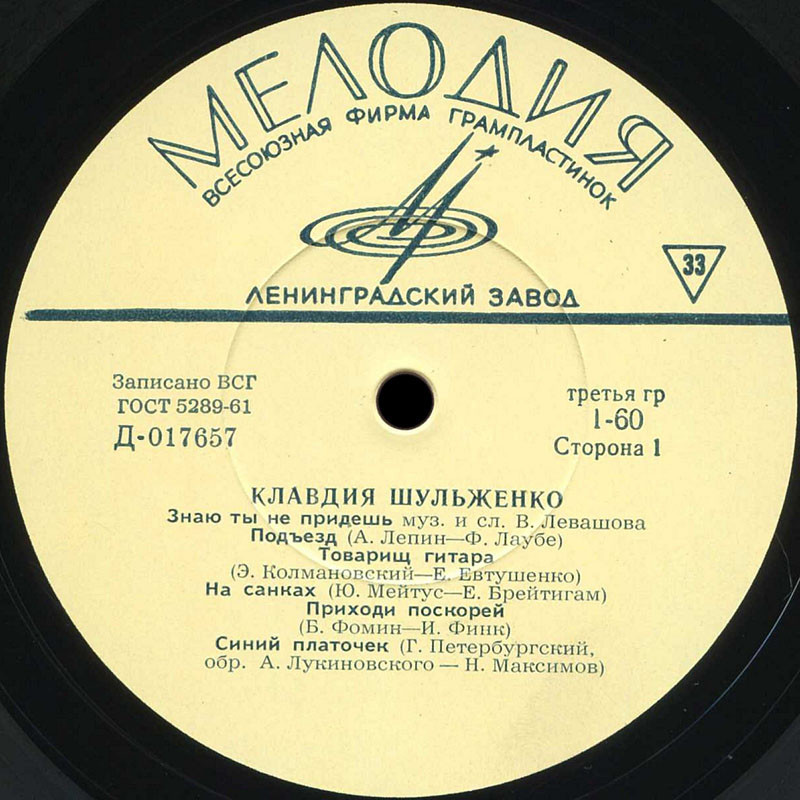 МЕЛОДИЯ
ВСЕСОЮЗНАЯ ФИРМА ГРАМПЛАСТИНОК
ЛЕНИНГРАДСКИЙ ЗАВОД
33
Записано ВСГ
ГОСТ 5289-61
Д-017657
третья гр
1-60
Сторона 1
КЛАВДИЯ ШУЛЬЖЕНКО
Знаю ты не придешь муз. и сл. В. Левашова
Подъезд (А. Лепин—Ф. Лаубе)
Товарищ гитара
(Э. Колмановский—Е. Евтушенко)
На санках (Ю. Мейтус—Е. Брейтигам)
Приходи поскорей
(Б. Фомин—И. Финк)
Синий платочек (Г. Петербургский,
обр. А. Лукиновского — Н. Максимов)